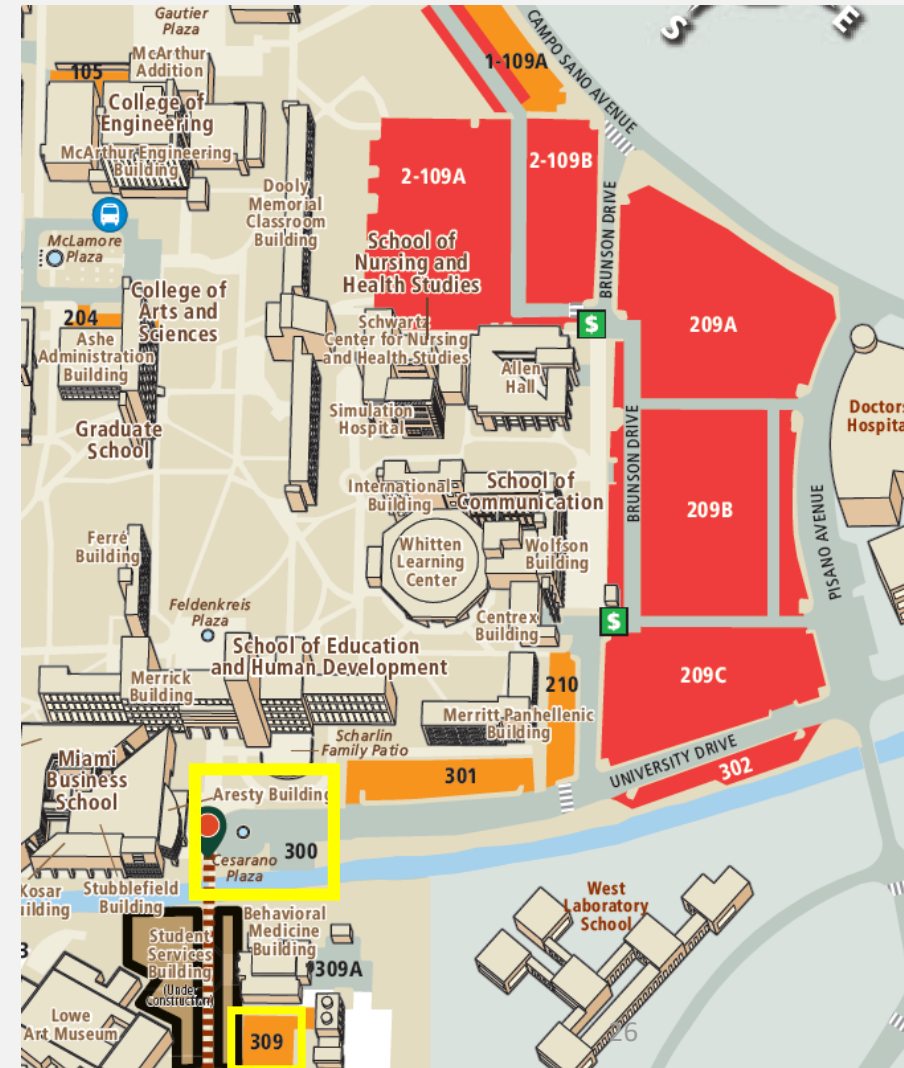 Gautier
Plaza
McArthur
Addition
105
College of
Engineering
McArthur Engineering
Building
CAMPO SANO AVENUE
S
E
1-109A
2-109A
2-109B
Dooly
Memorial
Classroom
Building
McLamore
Plaza
School of
Nursing and
Health Studies
BRUNSON DRIVE
College of
Arts and
Sciences
204
Ashe
Administration
Building
Schwartz
Center for Nursing
and Health Studies
$
209A
Allen
Hall
Doctors
Hospita
Simulation
Hospital
Graduate
School
BRUNSON DRIVE
International
Building
School of
Communication
209B
PISANO AVENUE
Ferré
Building
Whitten
Learning
Center
Wolfson
Building
Feldenkreis
Plaza
Centrex
Building
$
School of Education
and Human Development
209C
Merrick
Building
210
Merritt Panhellenic
Building
Scharlin
Family Patio
UNIVERSITY DRIVE
302
Miami
Business
School
301
Aresty Building
300
Cesarano
Plaza
Kosar
uilding
Stubblefield
Building
West
Laboratory
School
Behavioral
Medicine
Building
Student
Services
Building
(Under
Construction)
3
309A
Lowe
Art Museum
309
26